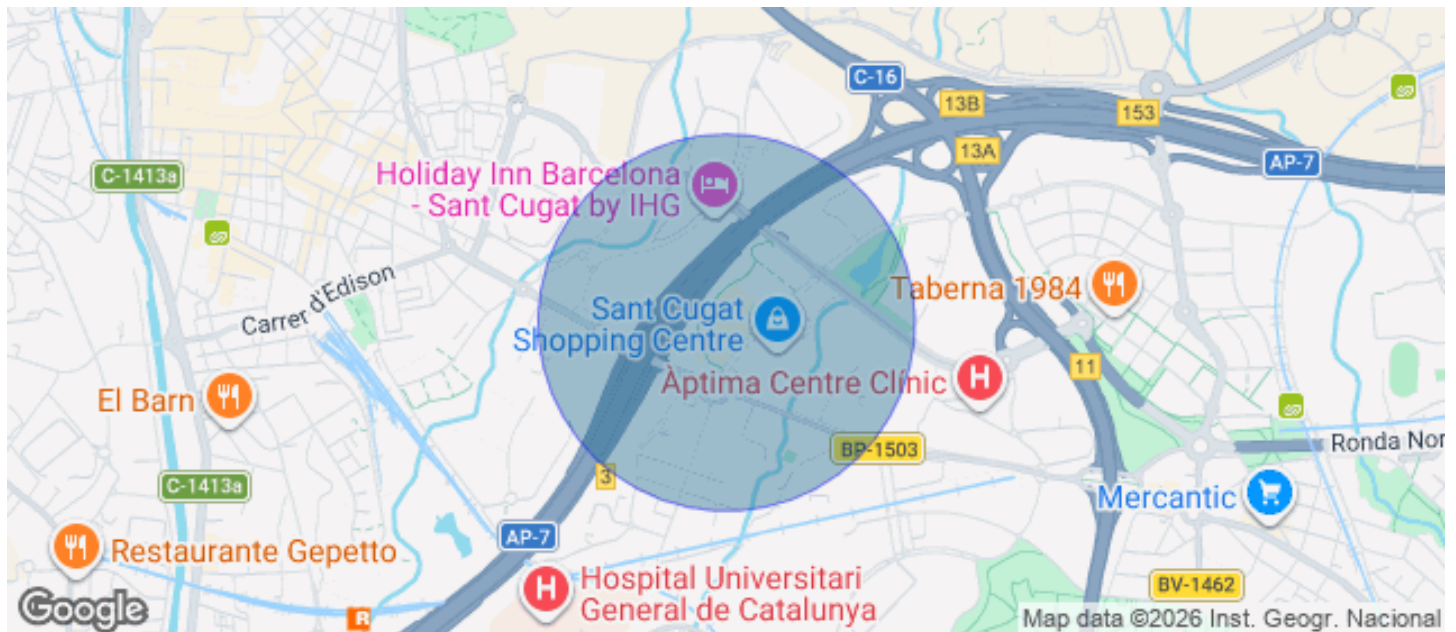 C-16
13B
153
13A
AP-7
C-1413a
Holiday Inn Barcelona
- Sant Cugat by IHG
Carrer d'Edison
Taberna 1984
Sant Cugat
Shopping Centre
Àptima Centre Clínic
11
El Barn
BP-1503
Ronda Nor
3
C-1413a
Mercantic
AP-7
Restaurante Gepetto
Hospital Universitari
General de Catalunya
BV-1462
R
Google
Map data ©2026 Inst. Geogr. Nacional